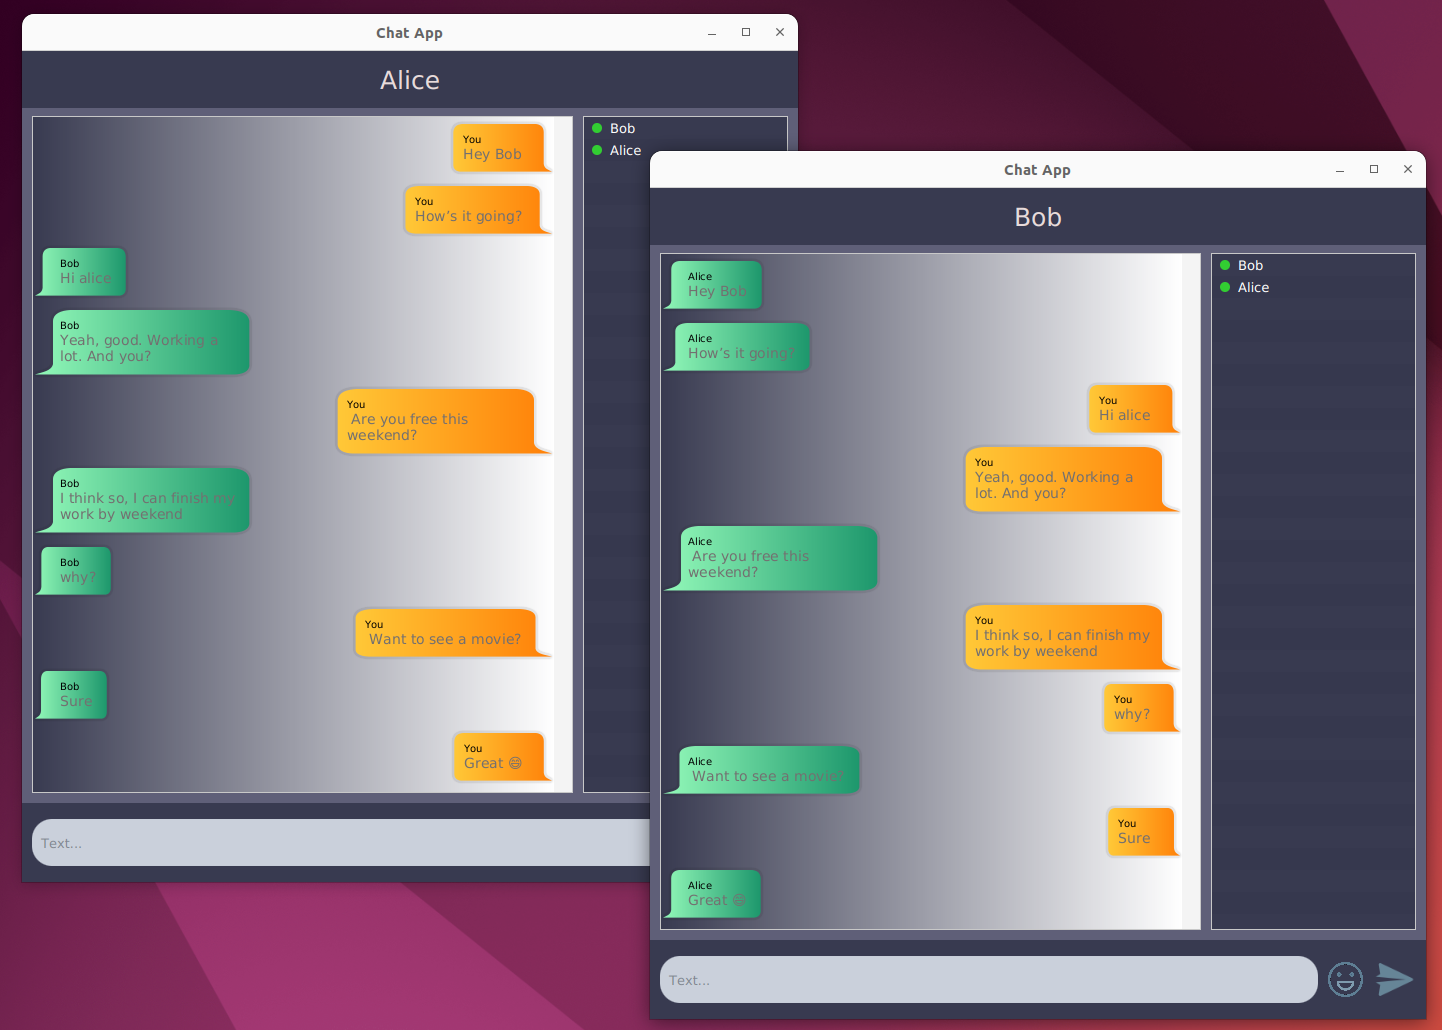 Chat App
Alice
You
Hey Bob
You
How’s it going?
Bob
Hi alice
Bob
Yeah, good. Working a
lot. And you?
You
Are you free this
weekend?
Bob
I think so, I can finish my
work by weekend
Bob
why?
You
Want to see a movie?
Bob
Sure
You
Great 😄
Bob
Alice
Text...
Chat App
Bob
Alice
Hey Bob
Alice
How’s it going?
You
Hi alice
You
Yeah, good. Working a
lot. And you?
Alice
Are you free this
weekend?
You
I think so, I can finish my
work by weekend
You
why?
Alice
Want to see a movie?
You
Sure
Alice
Great 😄
Bob
Alice
Text...